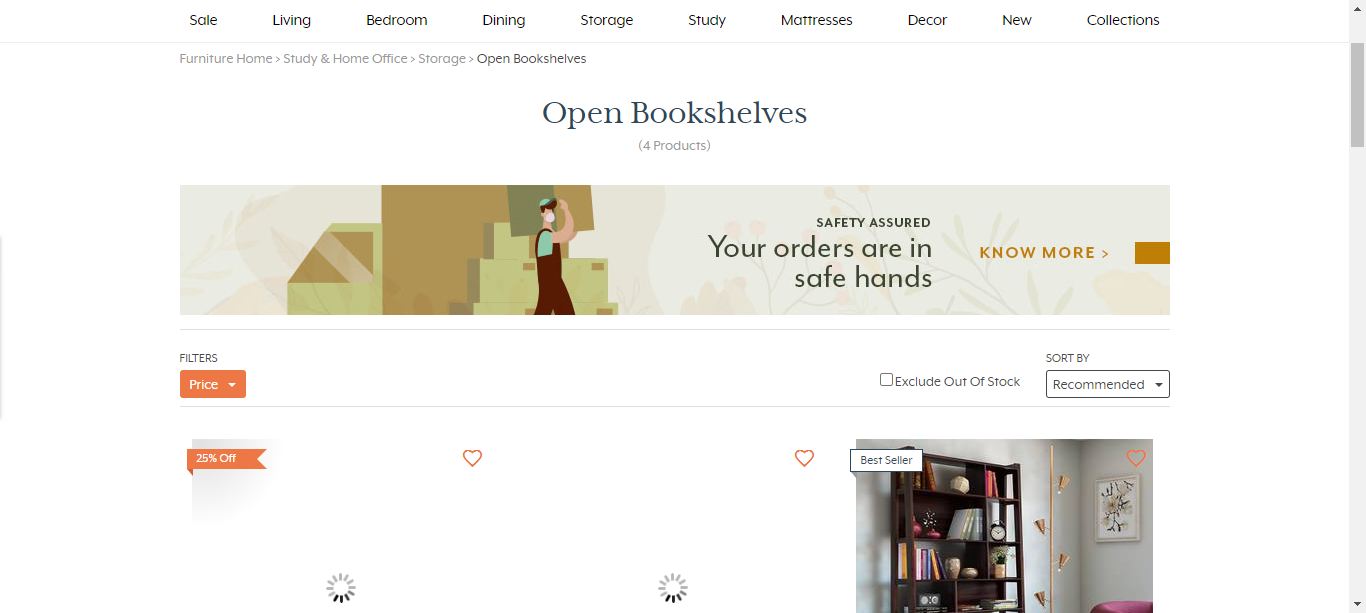 Sale Living Bedroom Dining Storage Study Mattresses Decor New Collections
Furniture Home > Study & Home Office > Storage > Open Bookshelves
Open Bookshelves
(4 Products)
SAFETY ASSURED
Your orders are in
safe hands
KNOW MORE >
FILTERS
Price
Exclude Out Of Stock
SORT BY
Recommended
25% Off
Best Seller